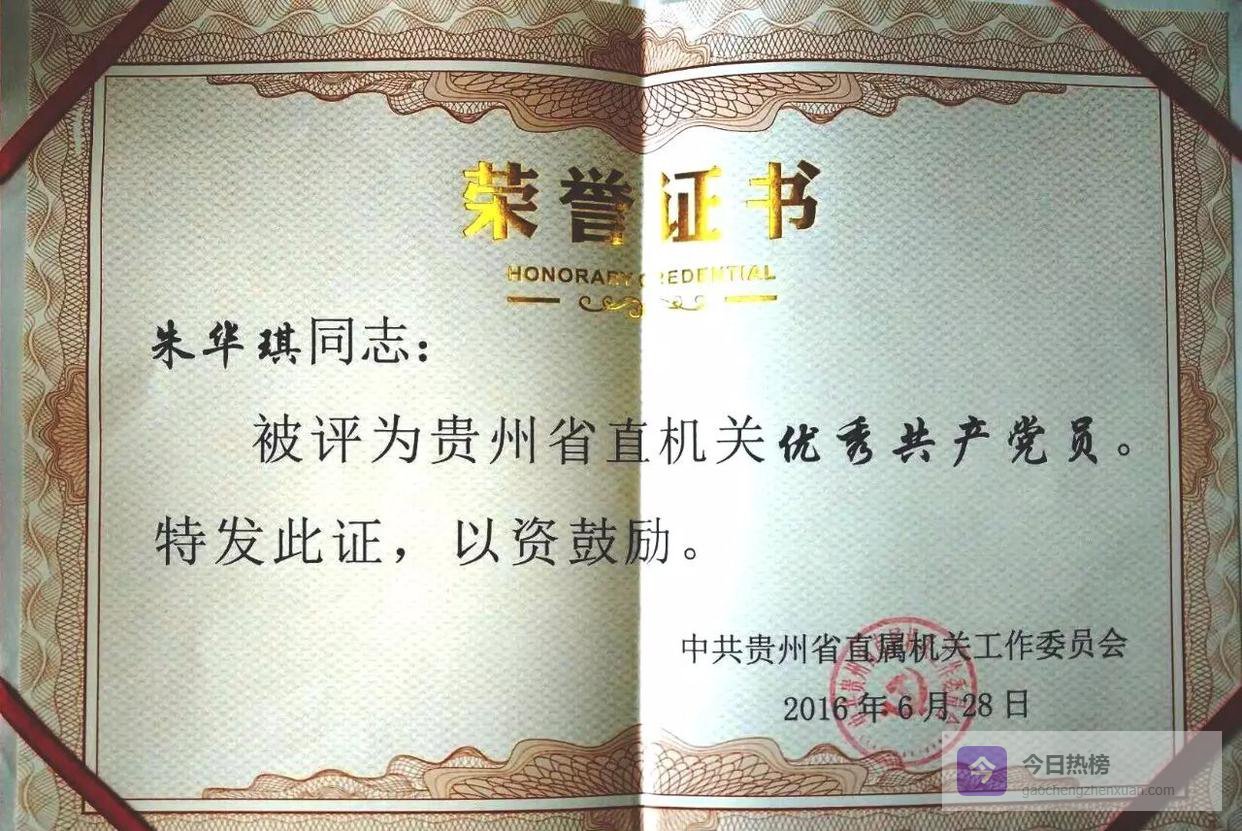 荣誉证书
HONORARY CREDENTIAL
朱华琪同志：
被评为贵州省直机关优秀共产党员。
特发此证，以资鼓励。
中共贵州省直属机关工作委员会
2016年6月28日
今
今日热榜
gaochengzhenxuan.com